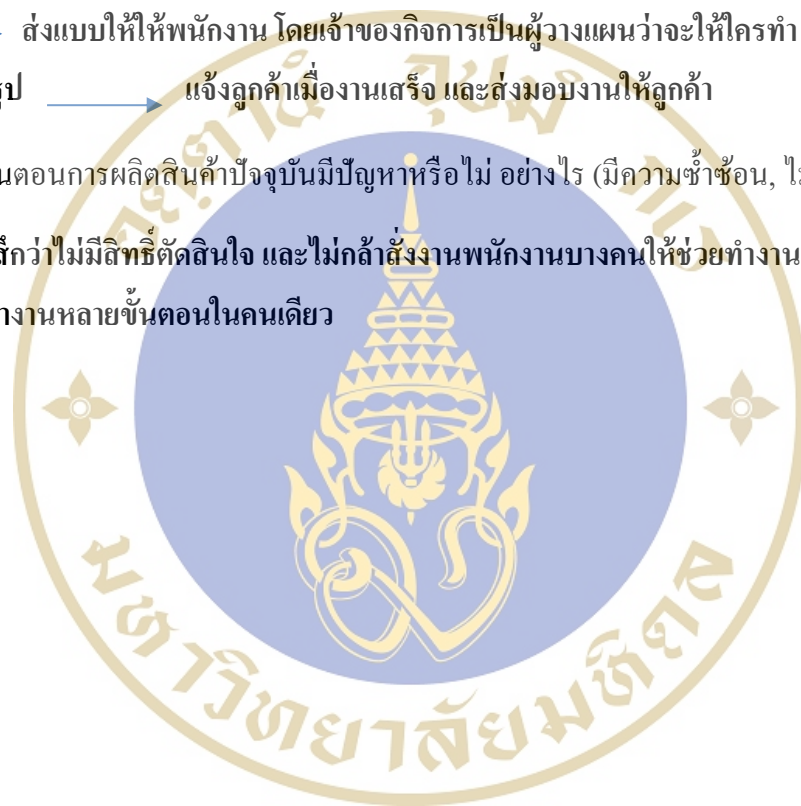 ส่งแบบให้ให้พนักงาน โดยเจ้าของกิจการเป็นผู้วางแผนว่าจะให้ใครทำ
แจ้งลูกค้าเมื่องานเสร็จ และส่งมอบงานให้ลูกค้า
นตอนการผลิตสินค้าปัจจุบันมีปัญหาหรือไม่ อย่างไร (มีความซ้ำซ้อน,
สึกว่าไม่มีสิทธิ์ตัดสินใจ และไม่กล้าสั่งงานพนักงานบางคนให้ช่วยทำงาน
างานหลายขั้นตอนในคนเดียว
อตฺตานํ อุปมํ กเร
มหาวิทยาลัยมหิดล